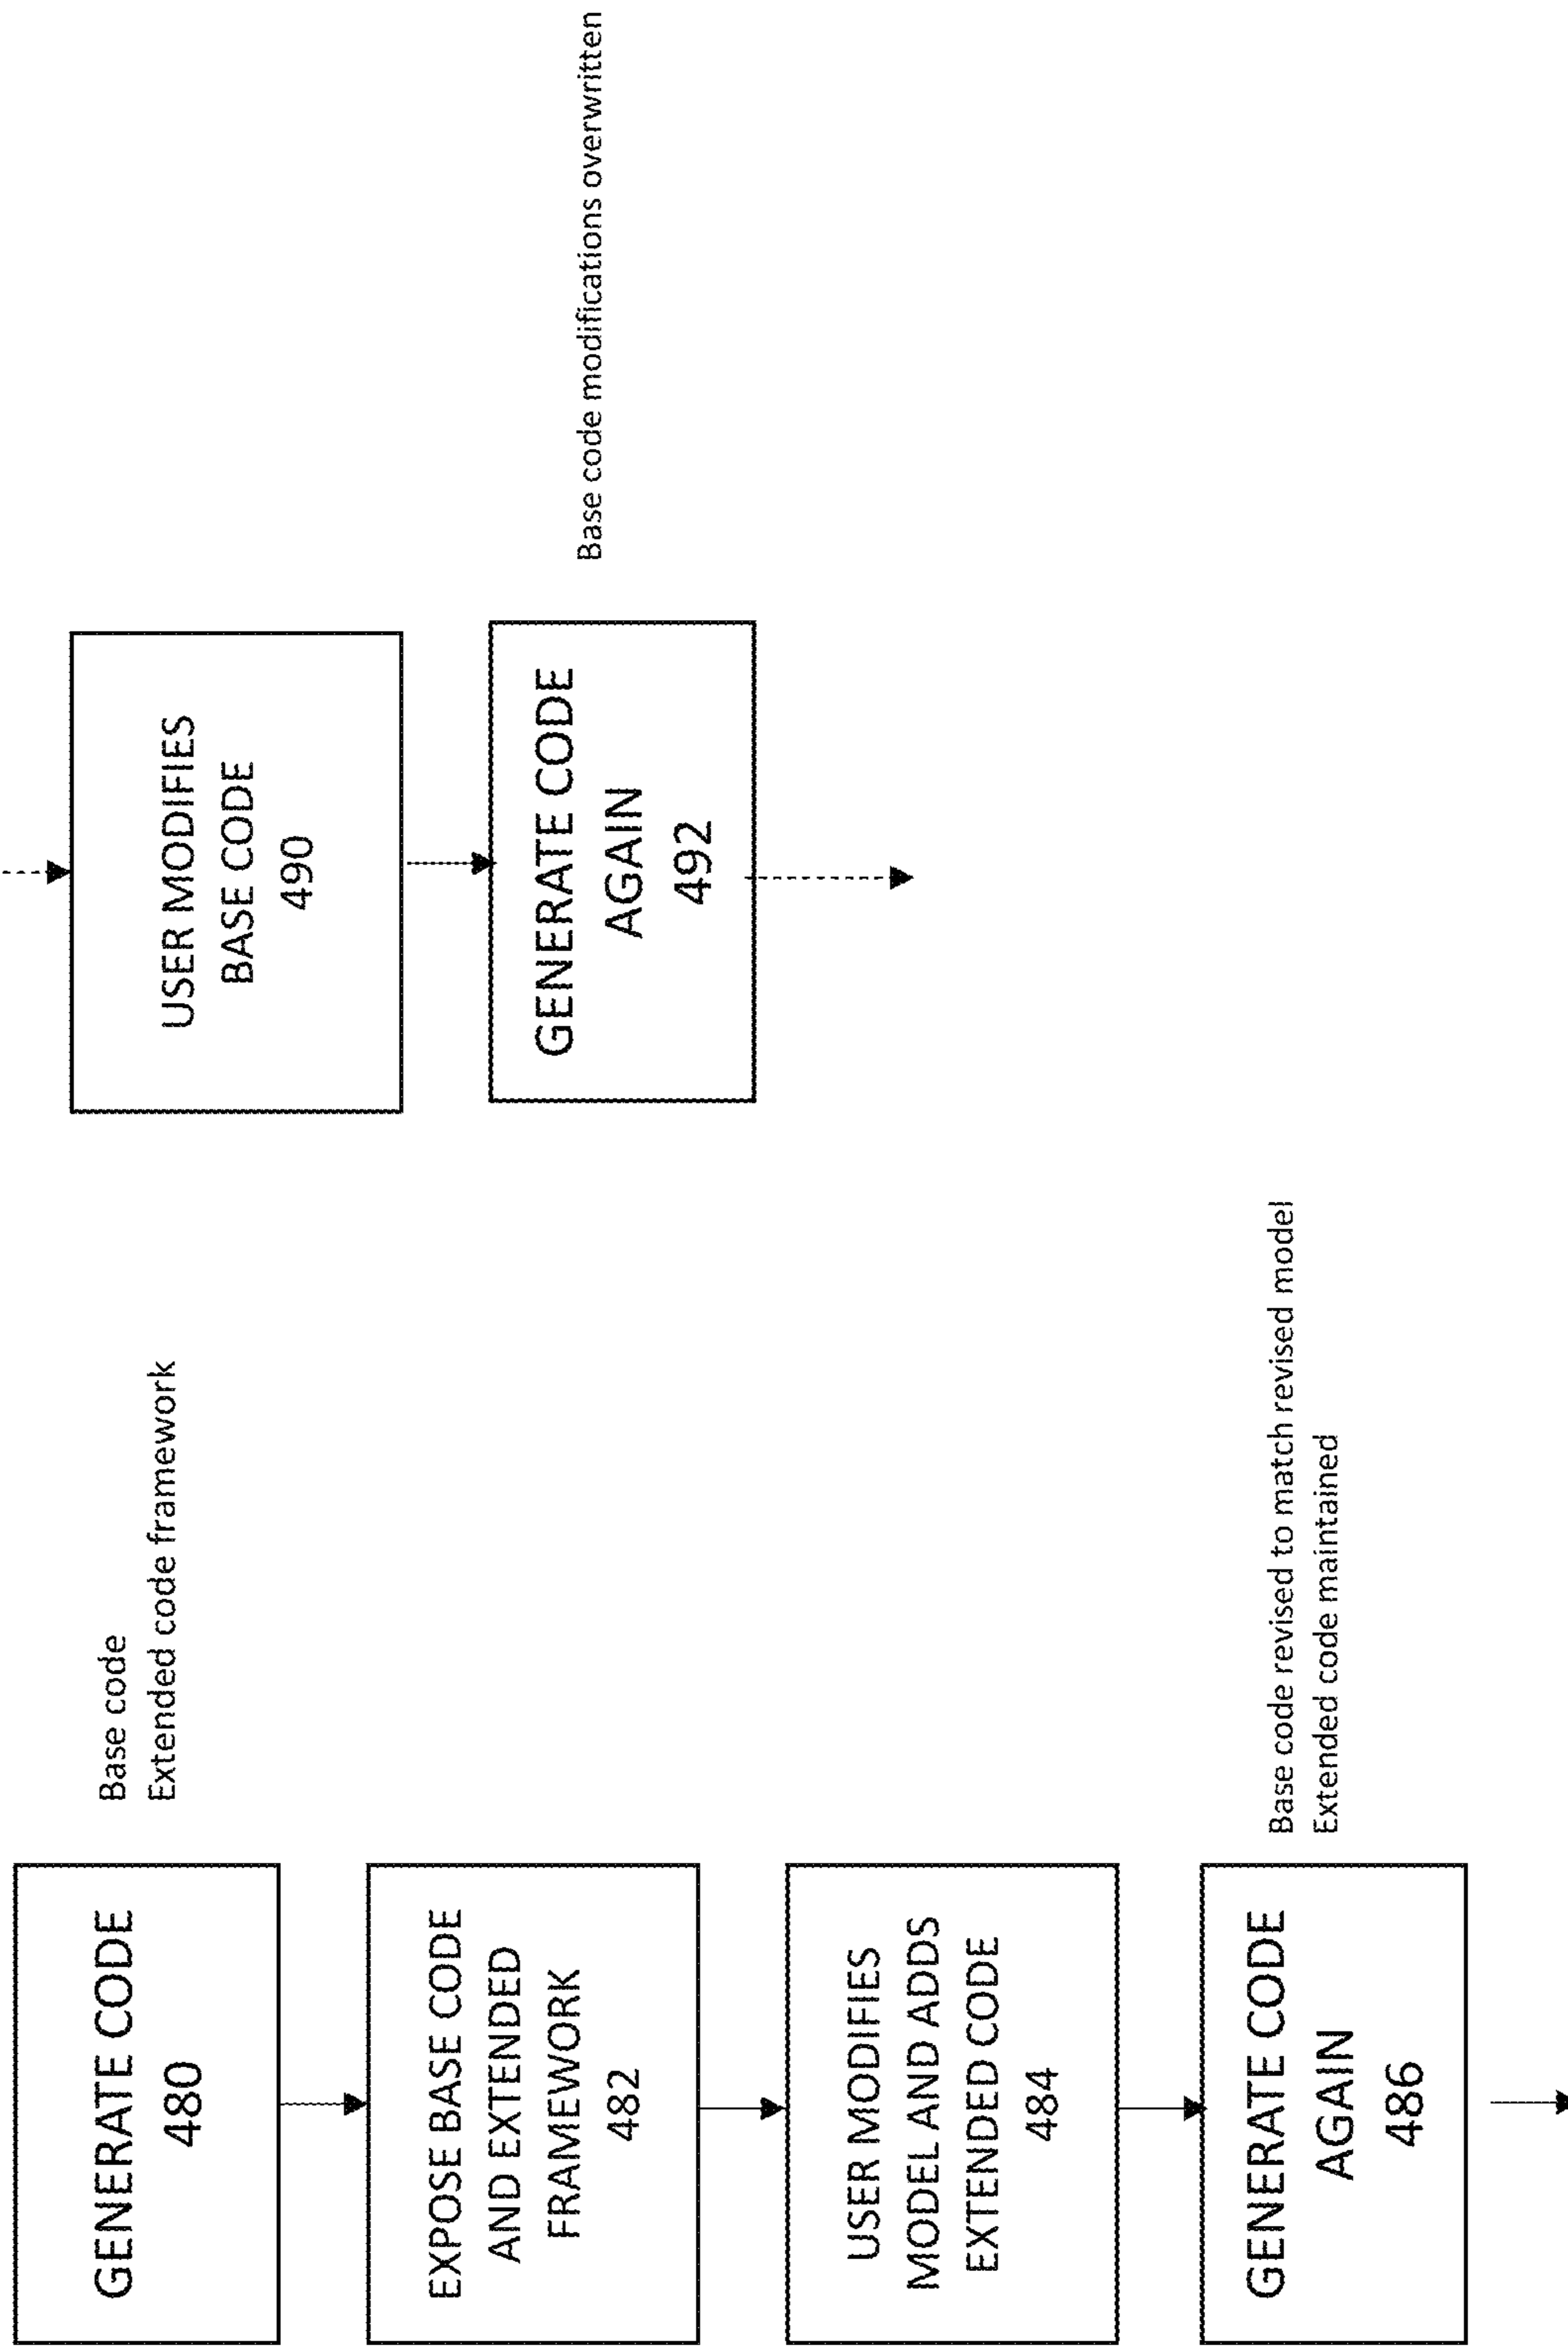 GENERATE CODE
480
Base code
Extended code framework
EXPOSE BASE CODE
AND EXTENDED
FRAMEWORK
482
USER MODIFIES
MODEL AND ADDS
EXTENDED CODE
484
GENERATE CODE
AGAIN
486
Base code revised to match revised model
Extended code maintained
USER MODIFIES
BASE CODE
490
GENERATE CODE
AGAIN
492
Base code modifications overwritten